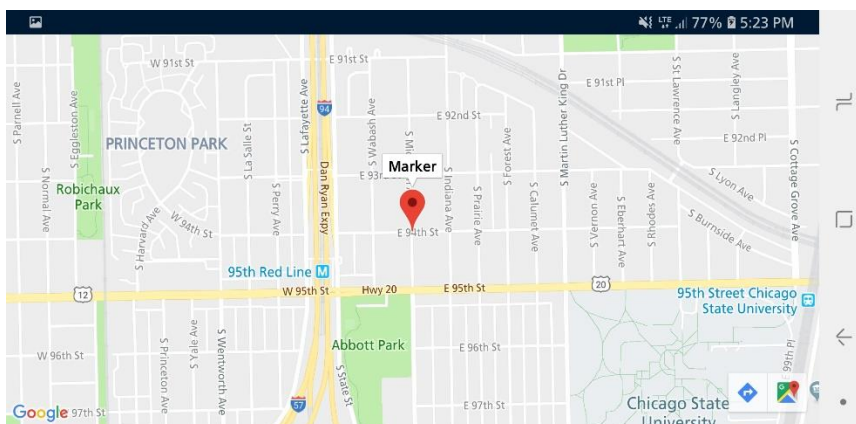 LTE 77% 5:23 PM
W 91st St
E 91st St
S Parnell Ave
S Eggleston Ave
S Lafayette Ave
94
S Wabash Ave
E 92nd St
S Martin Luther King Dr
E 91st Pl
S St Lawrence Ave
S Langley Ave
PRINCETON PARK
S La Salle St
Marker
S Forest Ave
E 92nd Pl
S Cottage Grove Ave
S Normal Ave
Robichaux
Park
Dan Ryan Expy
S Perry Ave
S Indiana Ave
S Prairie Ave
S Calumet Ave
S Vernon Ave
S Eberhart Ave
S Rhodes Ave
S Lyon Ave
S Burnside Ave
S Harvard Ave
W 94th St
E 94th St
95th Red Line M
12
W 95th St
Hwy 20
E 95th St
20
95th Street Chicago
State University
Abbott Park
W 96th St
S Princeton Ave
S Yale Ave
S Wentworth Ave
S State St
E 96th St
E 99th Pl
Google
97th St
57
E 97th St
Chicago State
University